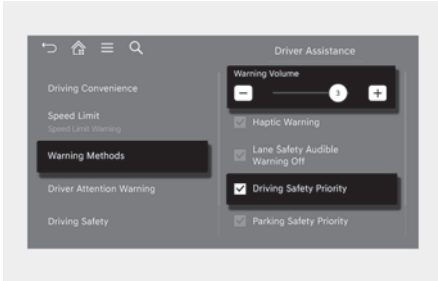 Driver Assistance
Driving Convenience
Speed Limit
Speed Limit Warning
Warning Methods
Driver Attention Warning
Driving Safety
Warning Volume
3
Haptic Warning
Lane Safety Audible
Warning Off
Driving Safety Priority
Parking Safety Priority